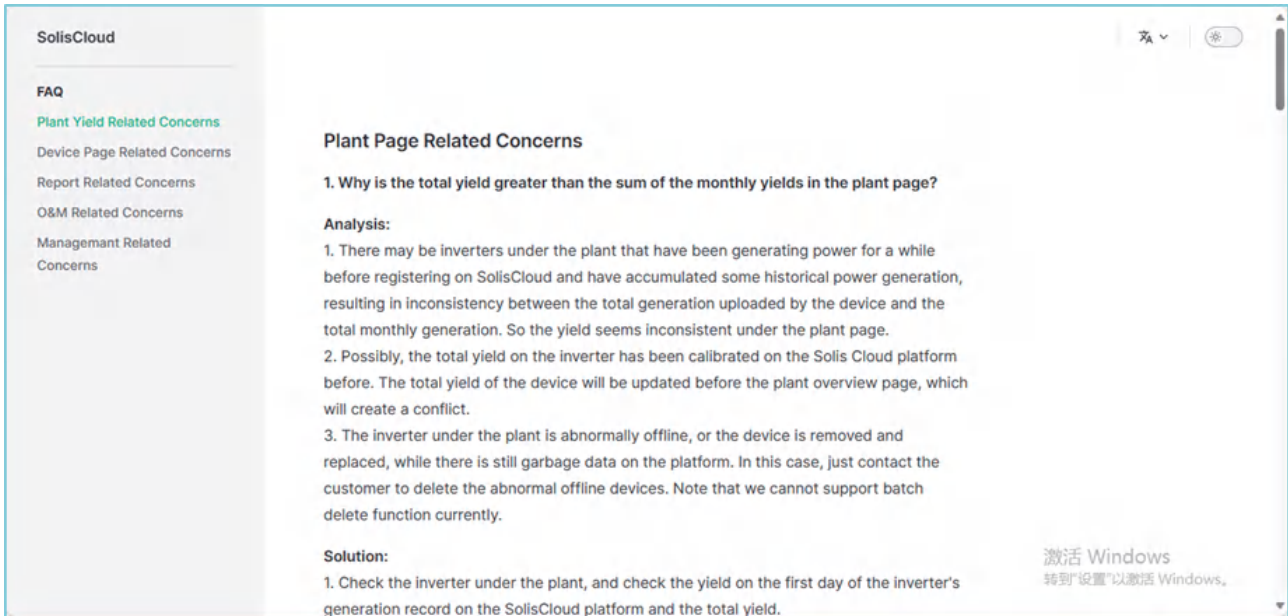 SolisCloud
FAQ
Plant Yield Related Concerns
Device Page Related Concerns
Report Related Concerns
O&M Related Concerns
Managemant Related
Concerns
Plant Page Related Concerns
1. Why is the total yield greater than the sum of the monthly yields in the plant page?
Analysis:
1. There may be inverters under the plant that have been generating power for a while
before registering on SolisCloud and have accumulated some historical power generation,
resulting in inconsistency between the total generation uploaded by the device and the
total monthly generation. So the yield seems inconsistent under the plant page.
2. Possibly, the total yield on the inverter has been calibrated on the Solis Cloud platform
before. The total yield of the device will be updated before the plant overview page, which
will create a conflict.
3. The inverter under the plant is abnormally offline, or the device is removed and
replaced, while there is still garbage data on the platform. In this case, just contact the
customer to delete the abnormal offline devices. Note that we cannot support batch
delete function currently.
Solution:
1. Check the inverter under the plant, and check the yield on the first day of the inverter's
generation record on the SolisCloud platform and the total yield.
激活 Windows
转到"设置"以激活 Windows。